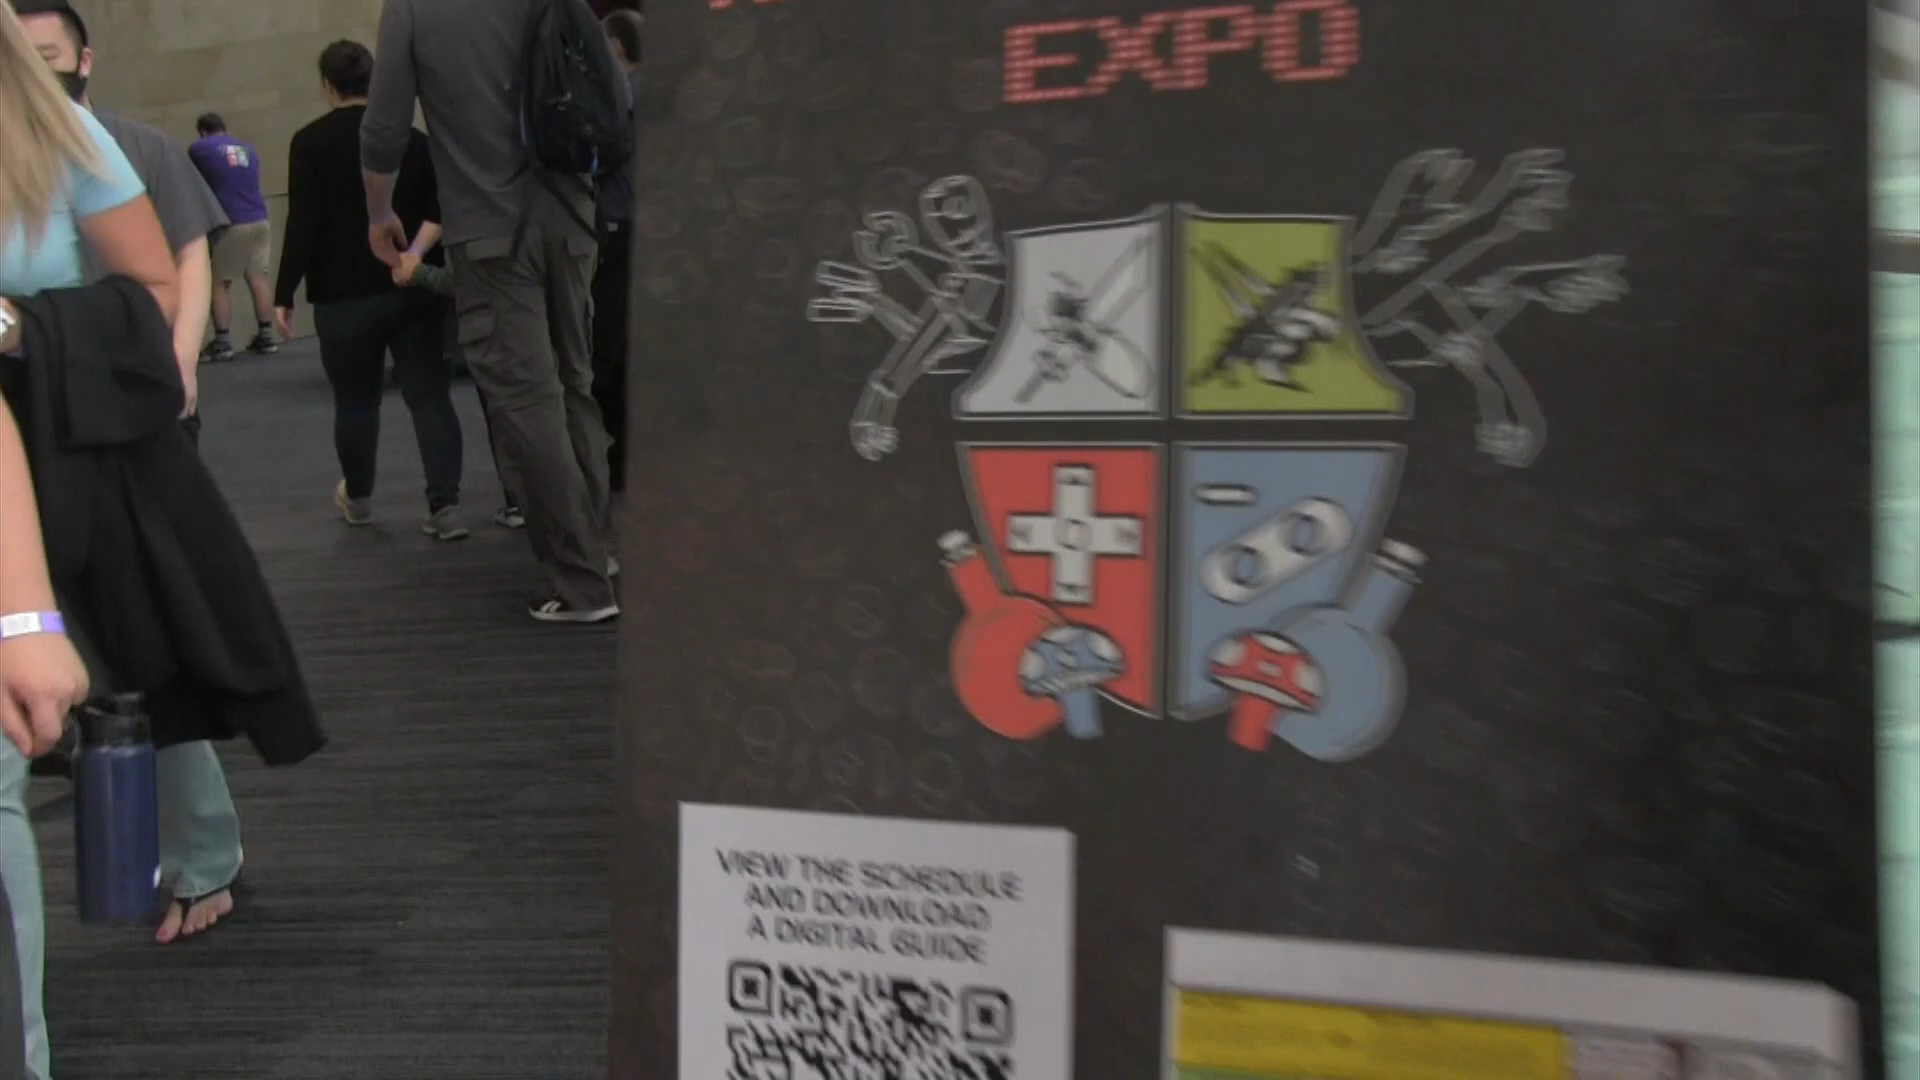 EXPO
VIEW THE SCHEDULE
AND DOWNLOAD
A DIGITAL GUIDE